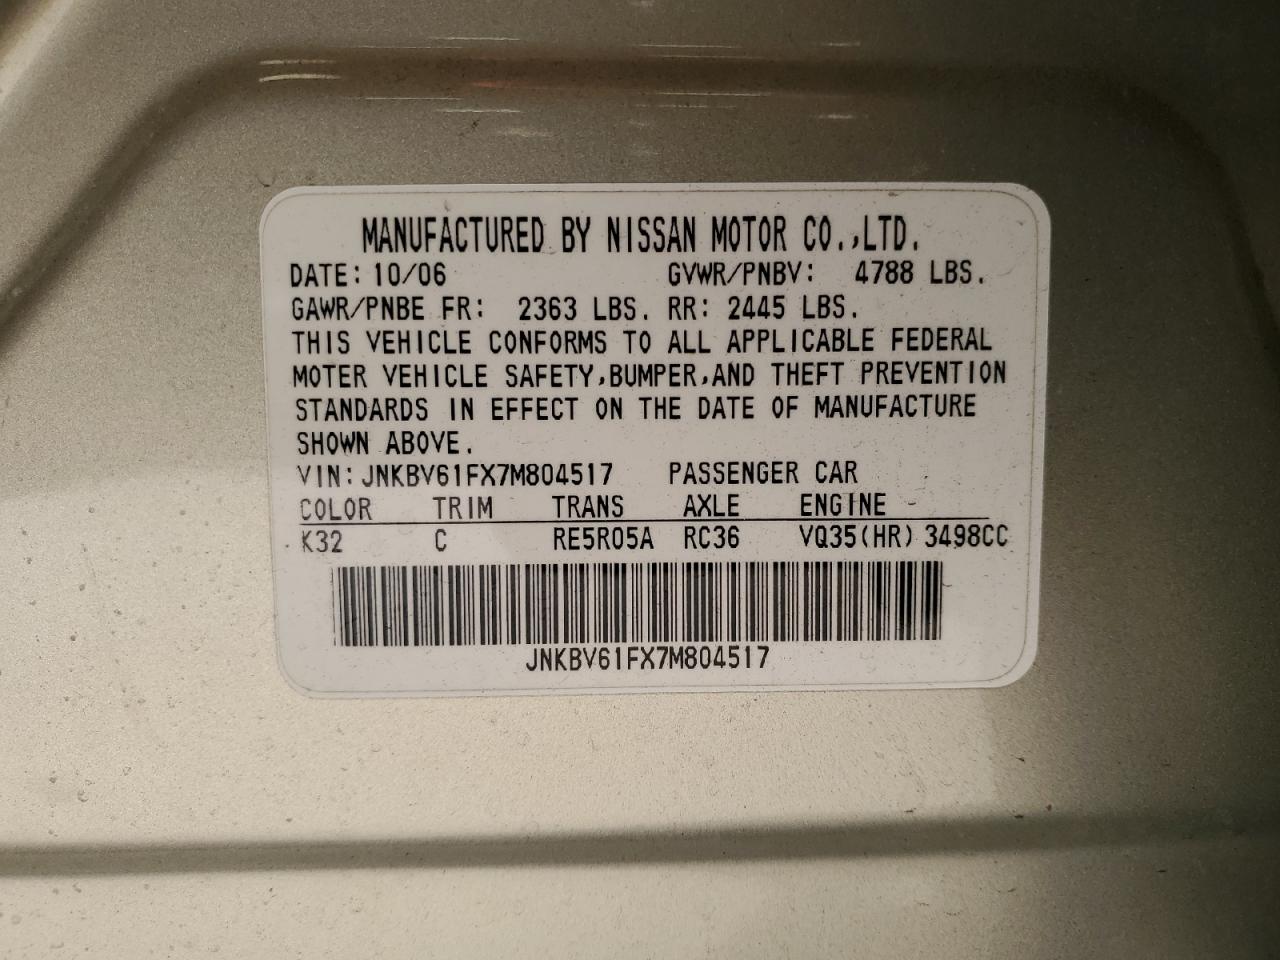 MANUFACTURED BY NISSAN MOTOR CO.,LTD.
DATE: 10/06 GVWR/PNBV: 4788 LBS.
GAWR/PNBE FR: 2363 LBS. RR: 2445 LBS.
THIS VEHICLE CONFORMS TO ALL APPLICABLE FEDERAL
MOTER VEHICLE SAFETY,BUMPER,AND THEFT PREVENTION
STANDARDS IN EFFECT ON THE DATE OF MANUFACTURE
SHOWN ABOVE.
VIN: JNKBV61FX7M804517 PASSENGER CAR
COLOR TRIM TRANS AXLE ENGINE
K32 C RE5R05A RC36 VQ35(HR) 3498CC
JNKBV61FX7M804517